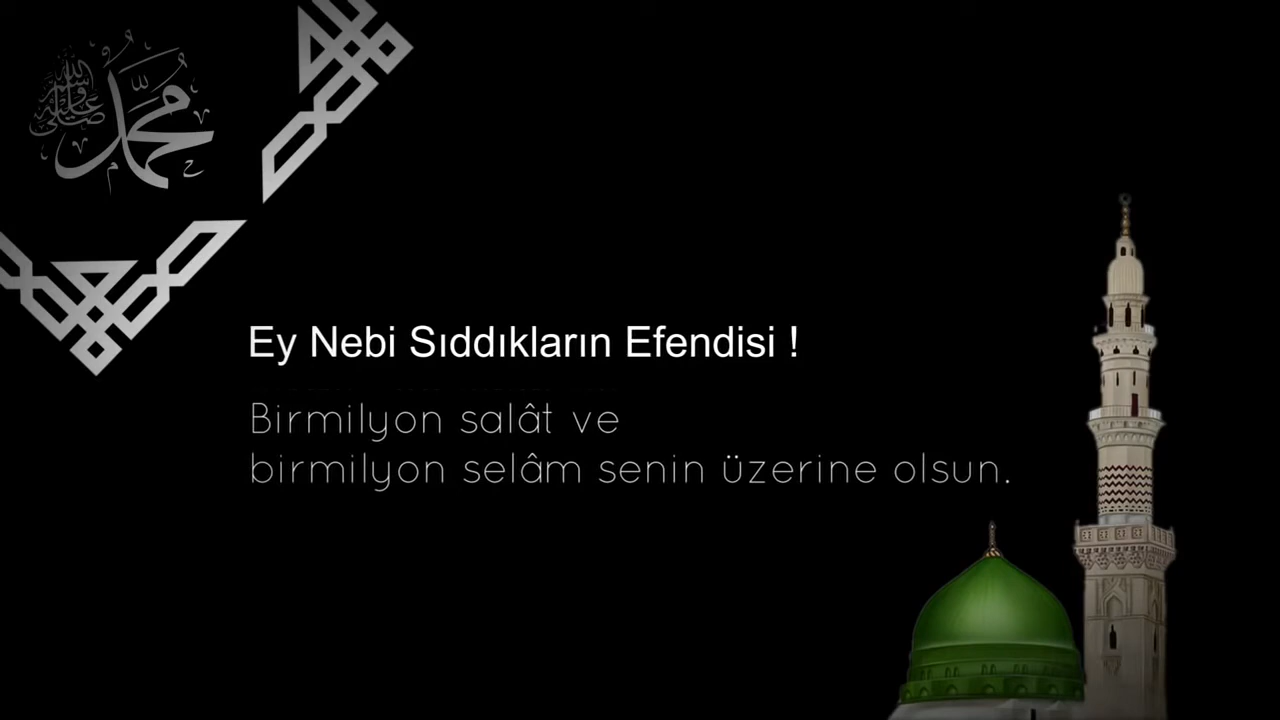 محمد
صلى الله عليه وسلم
Ey Nebi Sıddıkların Efendisi !
Birmilyon salât ve
birmilyon selâm senin üzerine olsun.